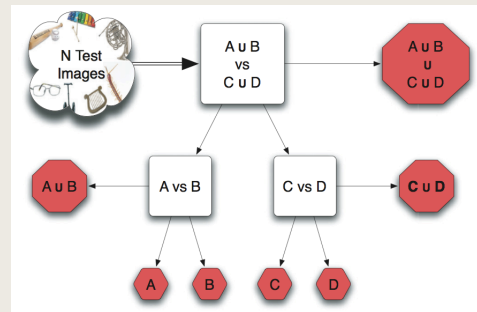 N Test
Images
A u B
vs
C u D
A u B
u
C u D
A u B
A vs B
C vs D
C u D
A
B
C
D